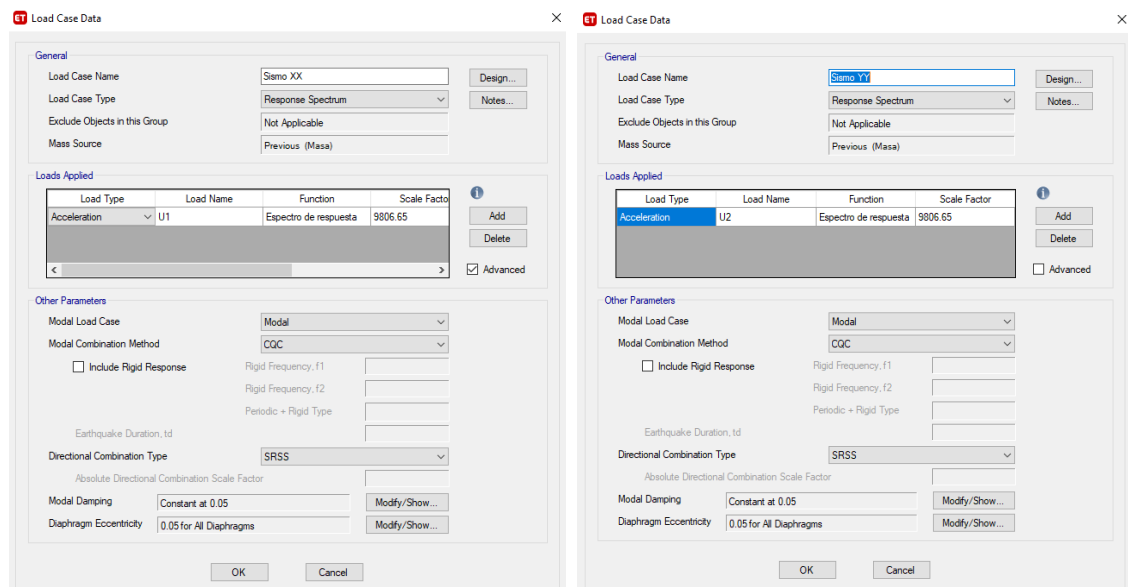 ET Load Case Data
General
Load Case Name Sismo XX Design...
Load Case Type Response Spectrum Notes...
Exclude Objects in this Group Not Applicable
Mass Source Previous (Masa)
Loads Applied
Load Type Load Name Function Scale Facto
Acceleration U1 Espectro de respuesta 9806.65
Add
Delete
Advanced
Other Parameters
Modal Load Case Modal
Modal Combination Method CQC
Include Rigid Response Rigid Frequency, f1
Rigid Frequency, f2
Periodic + Rigid Type
Earthquake Duration, td
Directional Combination Type SRSS
Absolute Directional Combination Scale Factor
Modal Damping Constant at 0.05 Modify/Show...
Diaphragm Eccentricity 0.05 for All Diaphragms Modify/Show...
OK Cancel
ET Load Case Data
General
Load Case Name Sismo YY Design...
Load Case Type Response Spectrum Notes...
Exclude Objects in this Group Not Applicable
Mass Source Previous (Masa)
Loads Applied
Load Type Load Name Function Scale Factor
Acceleration U2 Espectro de respuesta 9806.65
Add
Delete
Advanced
Other Parameters
Modal Load Case Modal
Modal Combination Method CQC
Include Rigid Response Rigid Frequency, f1
Rigid Frequency, f2
Periodic + Rigid Type
Earthquake Duration, td
Directional Combination Type SRSS
Absolute Directional Combination Scale Factor
Modal Damping Constant at 0.05 Modify/Show...
Diaphragm Eccentricity 0.05 for All Diaphragms Modify/Show...
OK Cancel